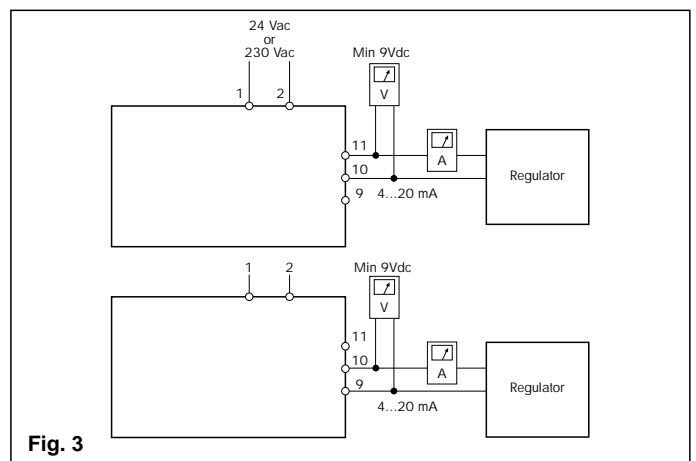 24 Vac
or
230 Vac
Min 9Vdc
1 2
V
11
A
10
Regulator
9 4...20 mA
1 2
Min 9Vdc
V
11
10
A
9
Regulator
4...20 mA
Fig. 3